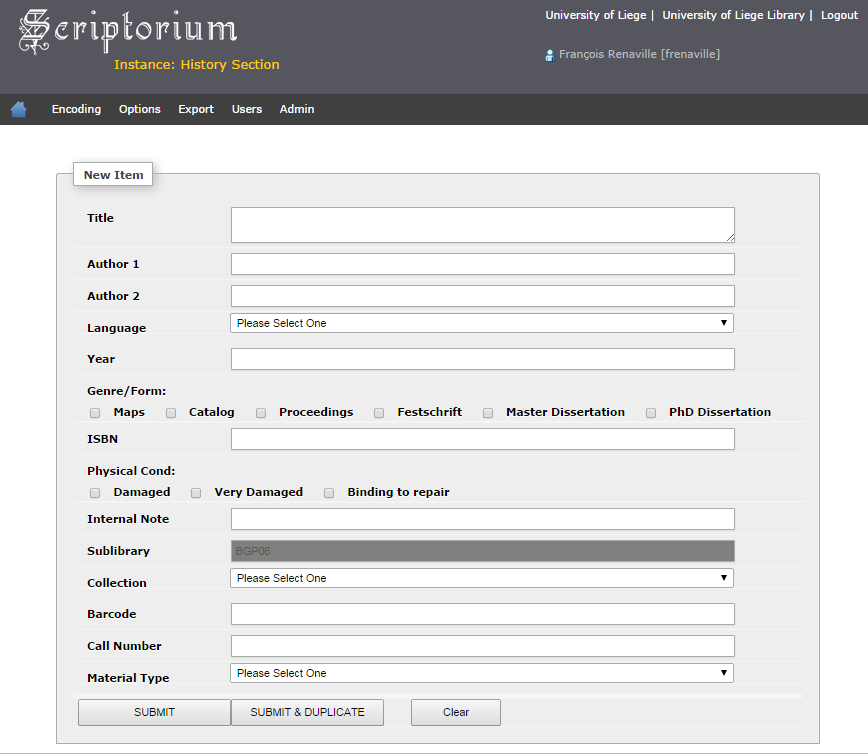 Scriptorium
University of Liege | University of Liege Library | Logout
Instance: History Section
François Renaville [frenaville]
Encoding Options Export Users Admin
New Item
Title
Author 1
Author 2
Language Please Select One
Year
Genre/Form:
Maps Catalog Proceedings Festschrift Master Dissertation PhD Dissertation
ISBN
Physical Cond:
Damaged Very Damaged Binding to repair
Internal Note
Sublibrary BGP06
Collection Please Select One
Barcode
Call Number
Material Type Please Select One
SUBMIT SUBMIT & DUPLICATE Clear